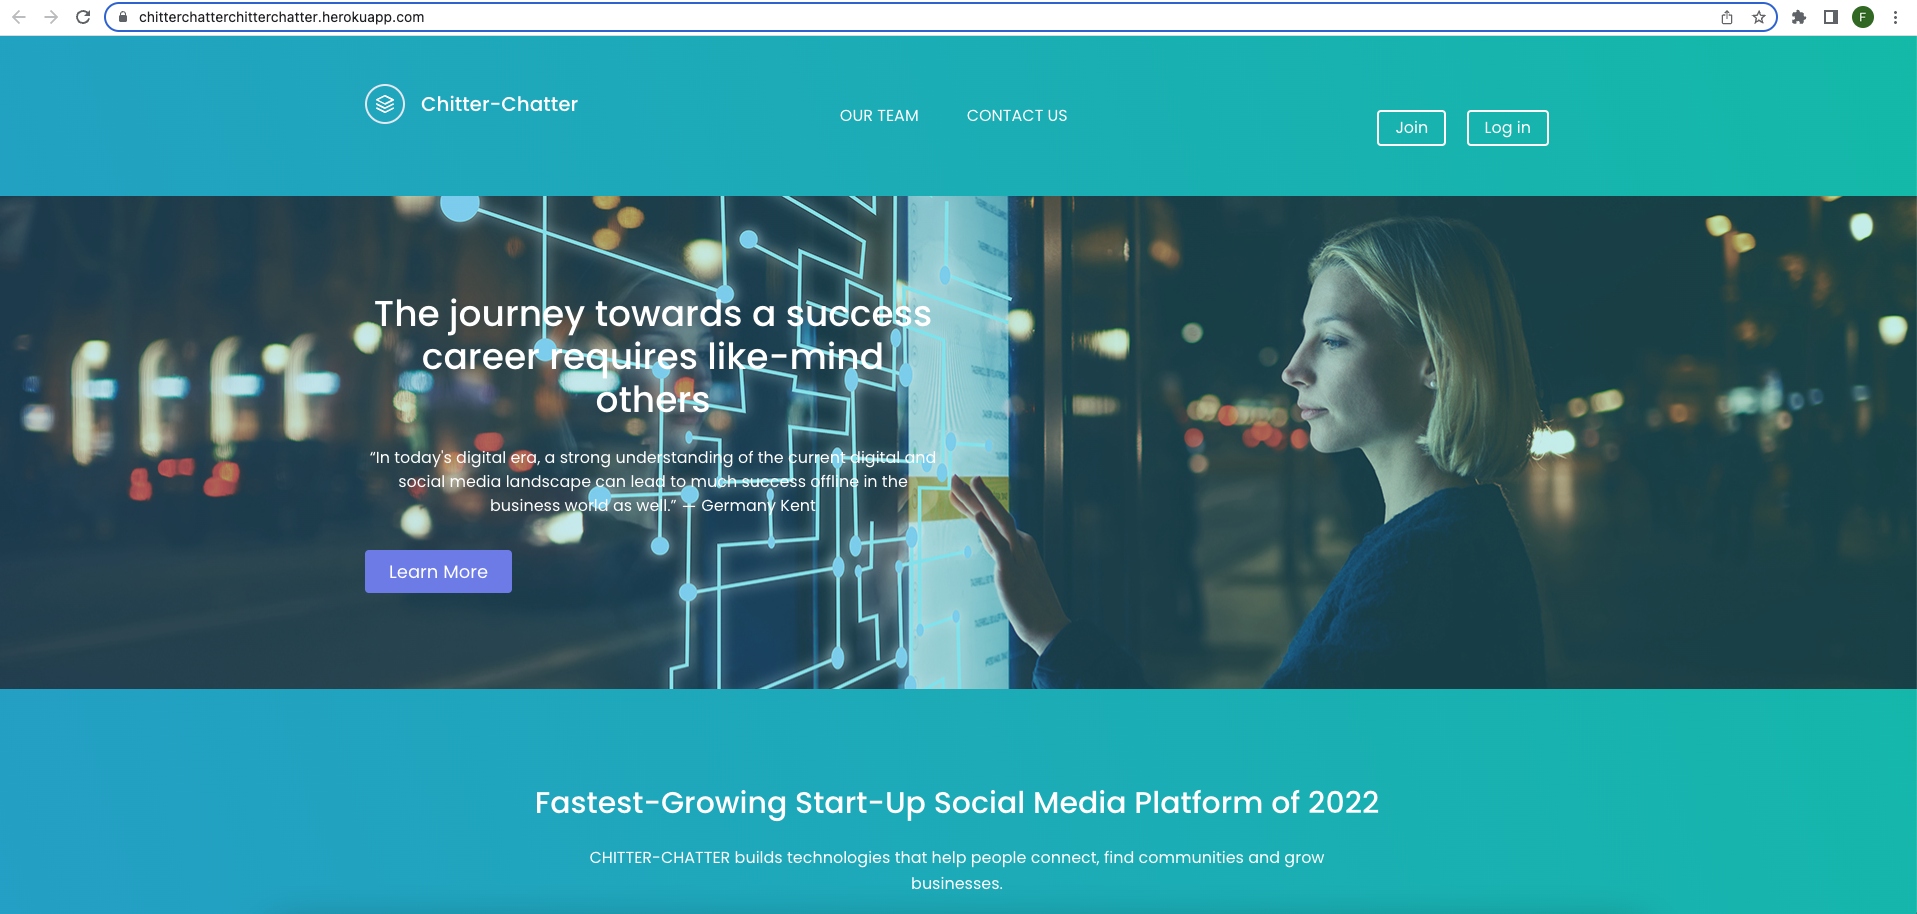 chitterchatterchitterchatter.herokuapp.com
F
Chitter-Chatter
OUR TEAM
CONTACT US
Join
Log in
The journey towards a success
career requires like-mind
others
“In today's digital era, a strong understanding of the current digital and
social media landscape can lead to much success offline in the
business world as well.” — Germany Kent
Learn More
Fastest-Growing Start-Up Social Media Platform of 2022
CHITTER-CHATTER builds technologies that help people connect, find communities and grow
businesses.